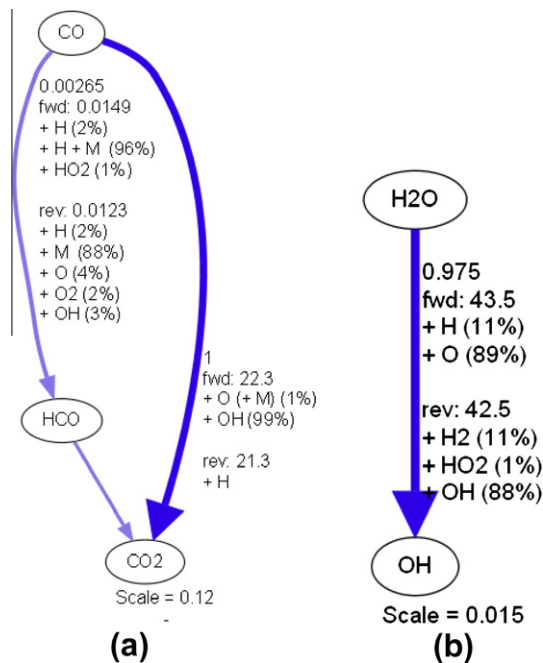 CO
0.00265
fwd: 0.0149
+ H (2%)
+ H + M (96%)
+ HO2 (1%)
rev: 0.0123
+ H (2%)
+ M (88%)
+ O (4%)
+ O2 (2%)
+ OH (3%)
1
fwd: 22.3
+ O (+ M) (1%)
+ OH (99%)
rev: 21.3
+ H
HCO
CO2
Scale = 0.12
-
(a)
H2O
0.975
fwd: 43.5
+ H (11%)
+ O (89%)
rev: 42.5
+ H2 (11%)
+ HO2 (1%)
+ OH (88%)
OH
Scale = 0.015
(b)